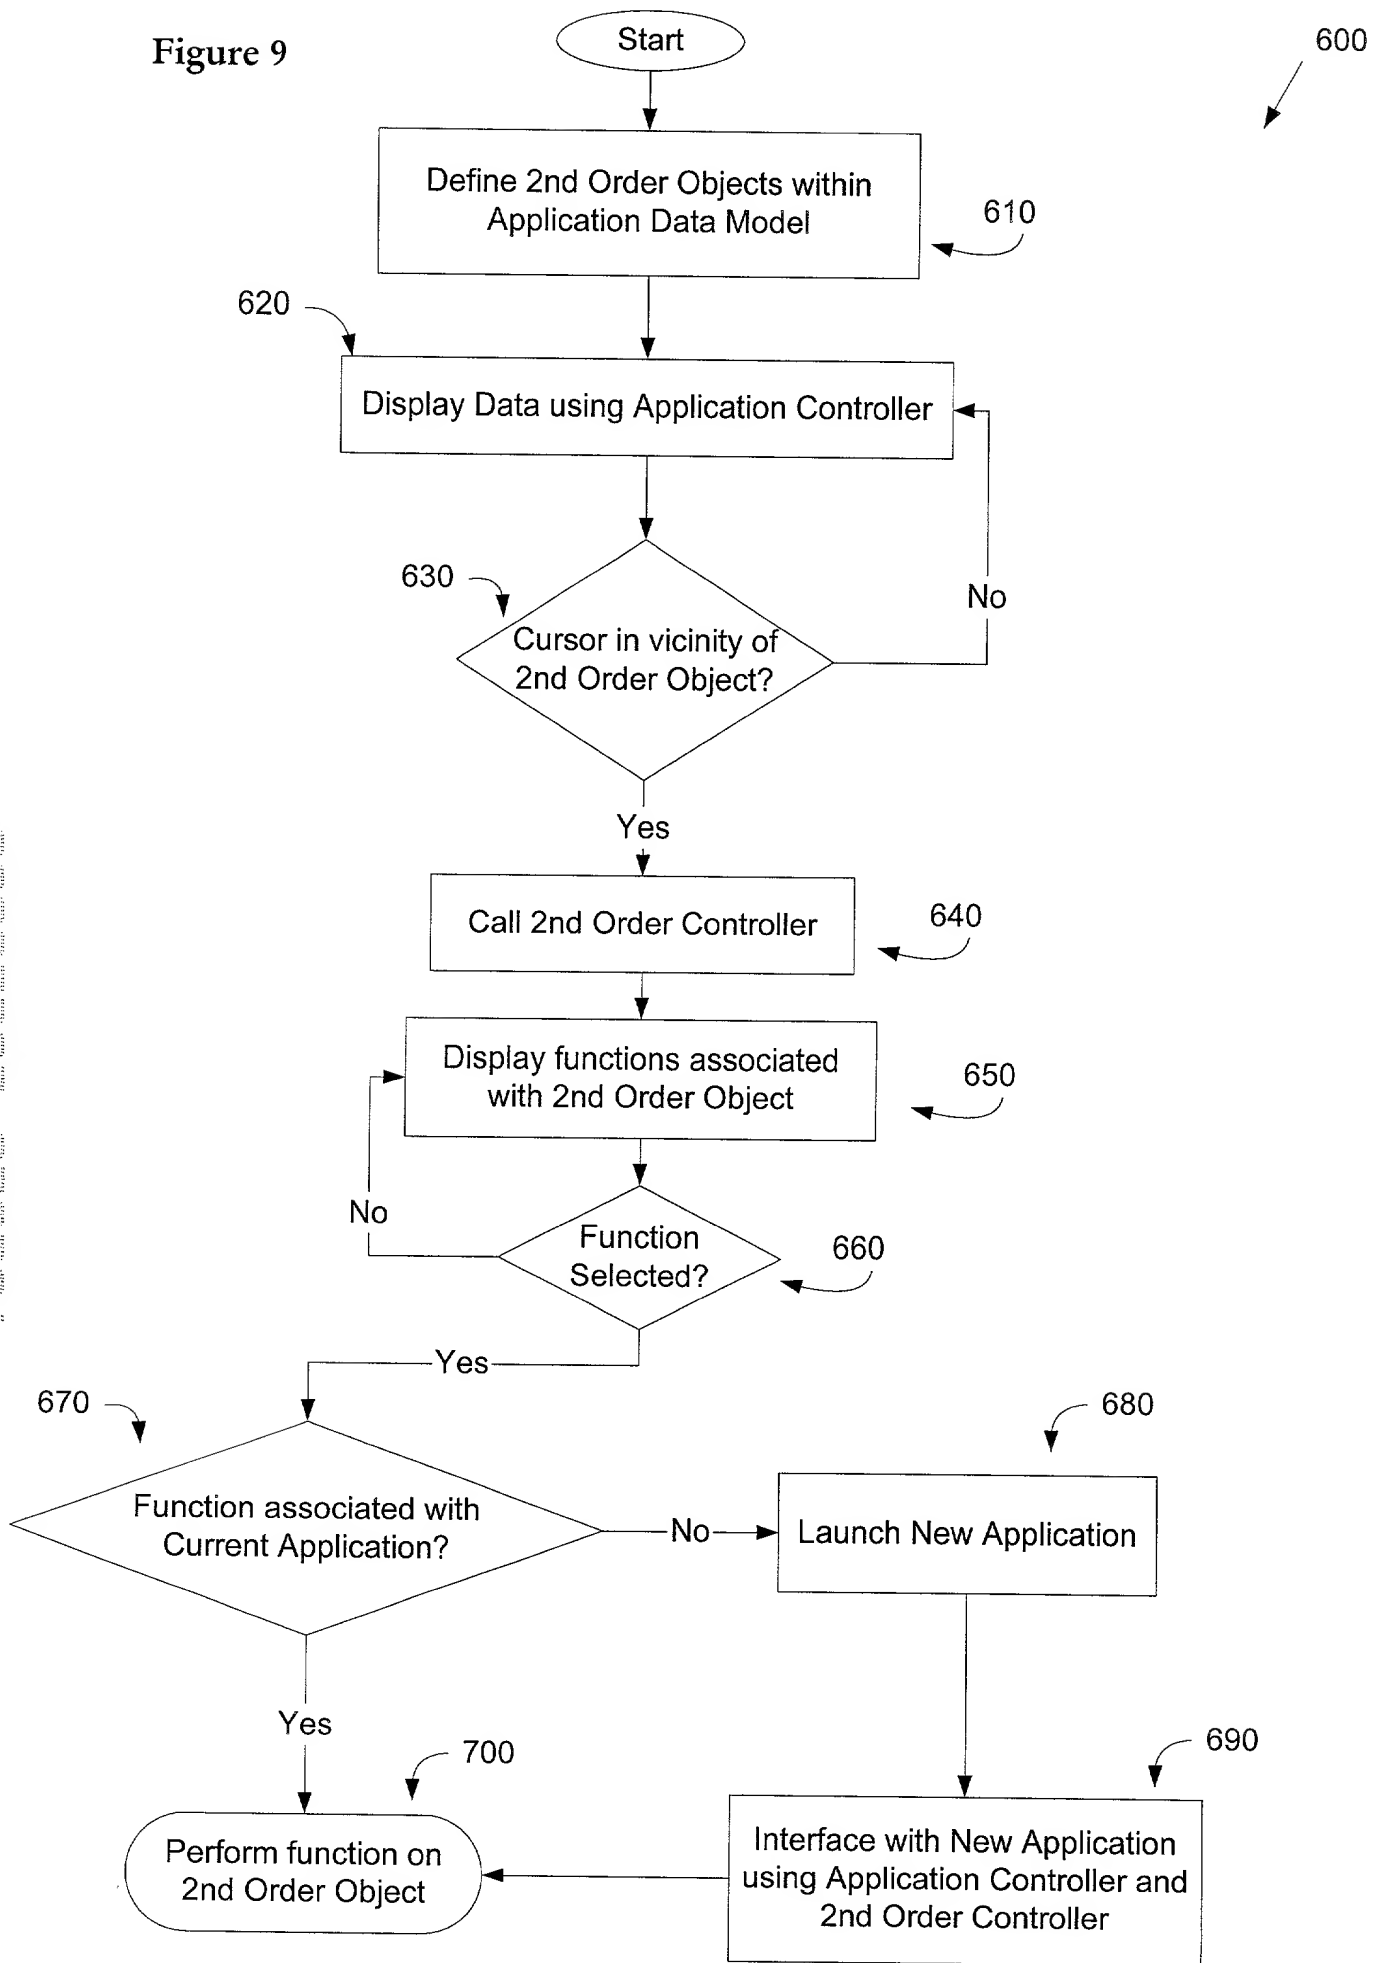 Figure 9
Start
600
Define 2nd Order Objects within
Application Data Model
610
620
Display Data using Application Controller
630
No
Cursor in vicinity of
2nd Order Object?
Yes
Call 2nd Order Controller
640
Display functions associated
with 2nd Order Object
650
No
Function
Selected?
660
Yes
670
680
Function associated with
Current Application?
No
Launch New Application
Yes
700
690
Perform function on
2nd Order Object
Interface with New Application
using Application Controller and
2nd Order Controller